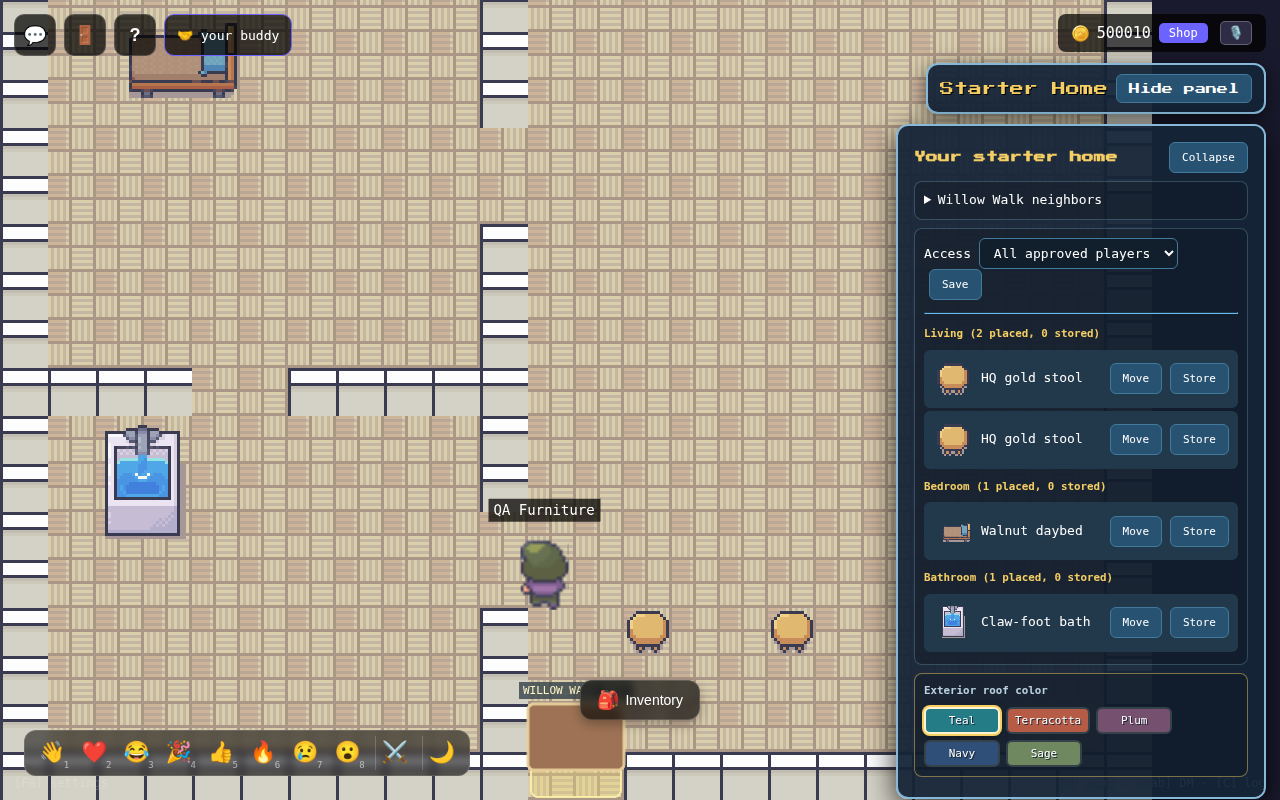 ? your buddy
500010 Shop
Starter Home Hide panel
Your starter home Collapse
Willow Walk neighbors
Access All approved players
Save
Living (2 placed, 0 stored)
HQ gold stool Move Store
HQ gold stool Move Store
Bedroom (1 placed, 0 stored)
Walnut daybed Move Store
Bathroom (1 placed, 0 stored)
Claw-foot bath Move Store
Exterior roof color
Teal Terracotta Plum
Navy Sage
QA Furniture
WILLOW WA
Inventory
1 2 3 4 5 6 7 8